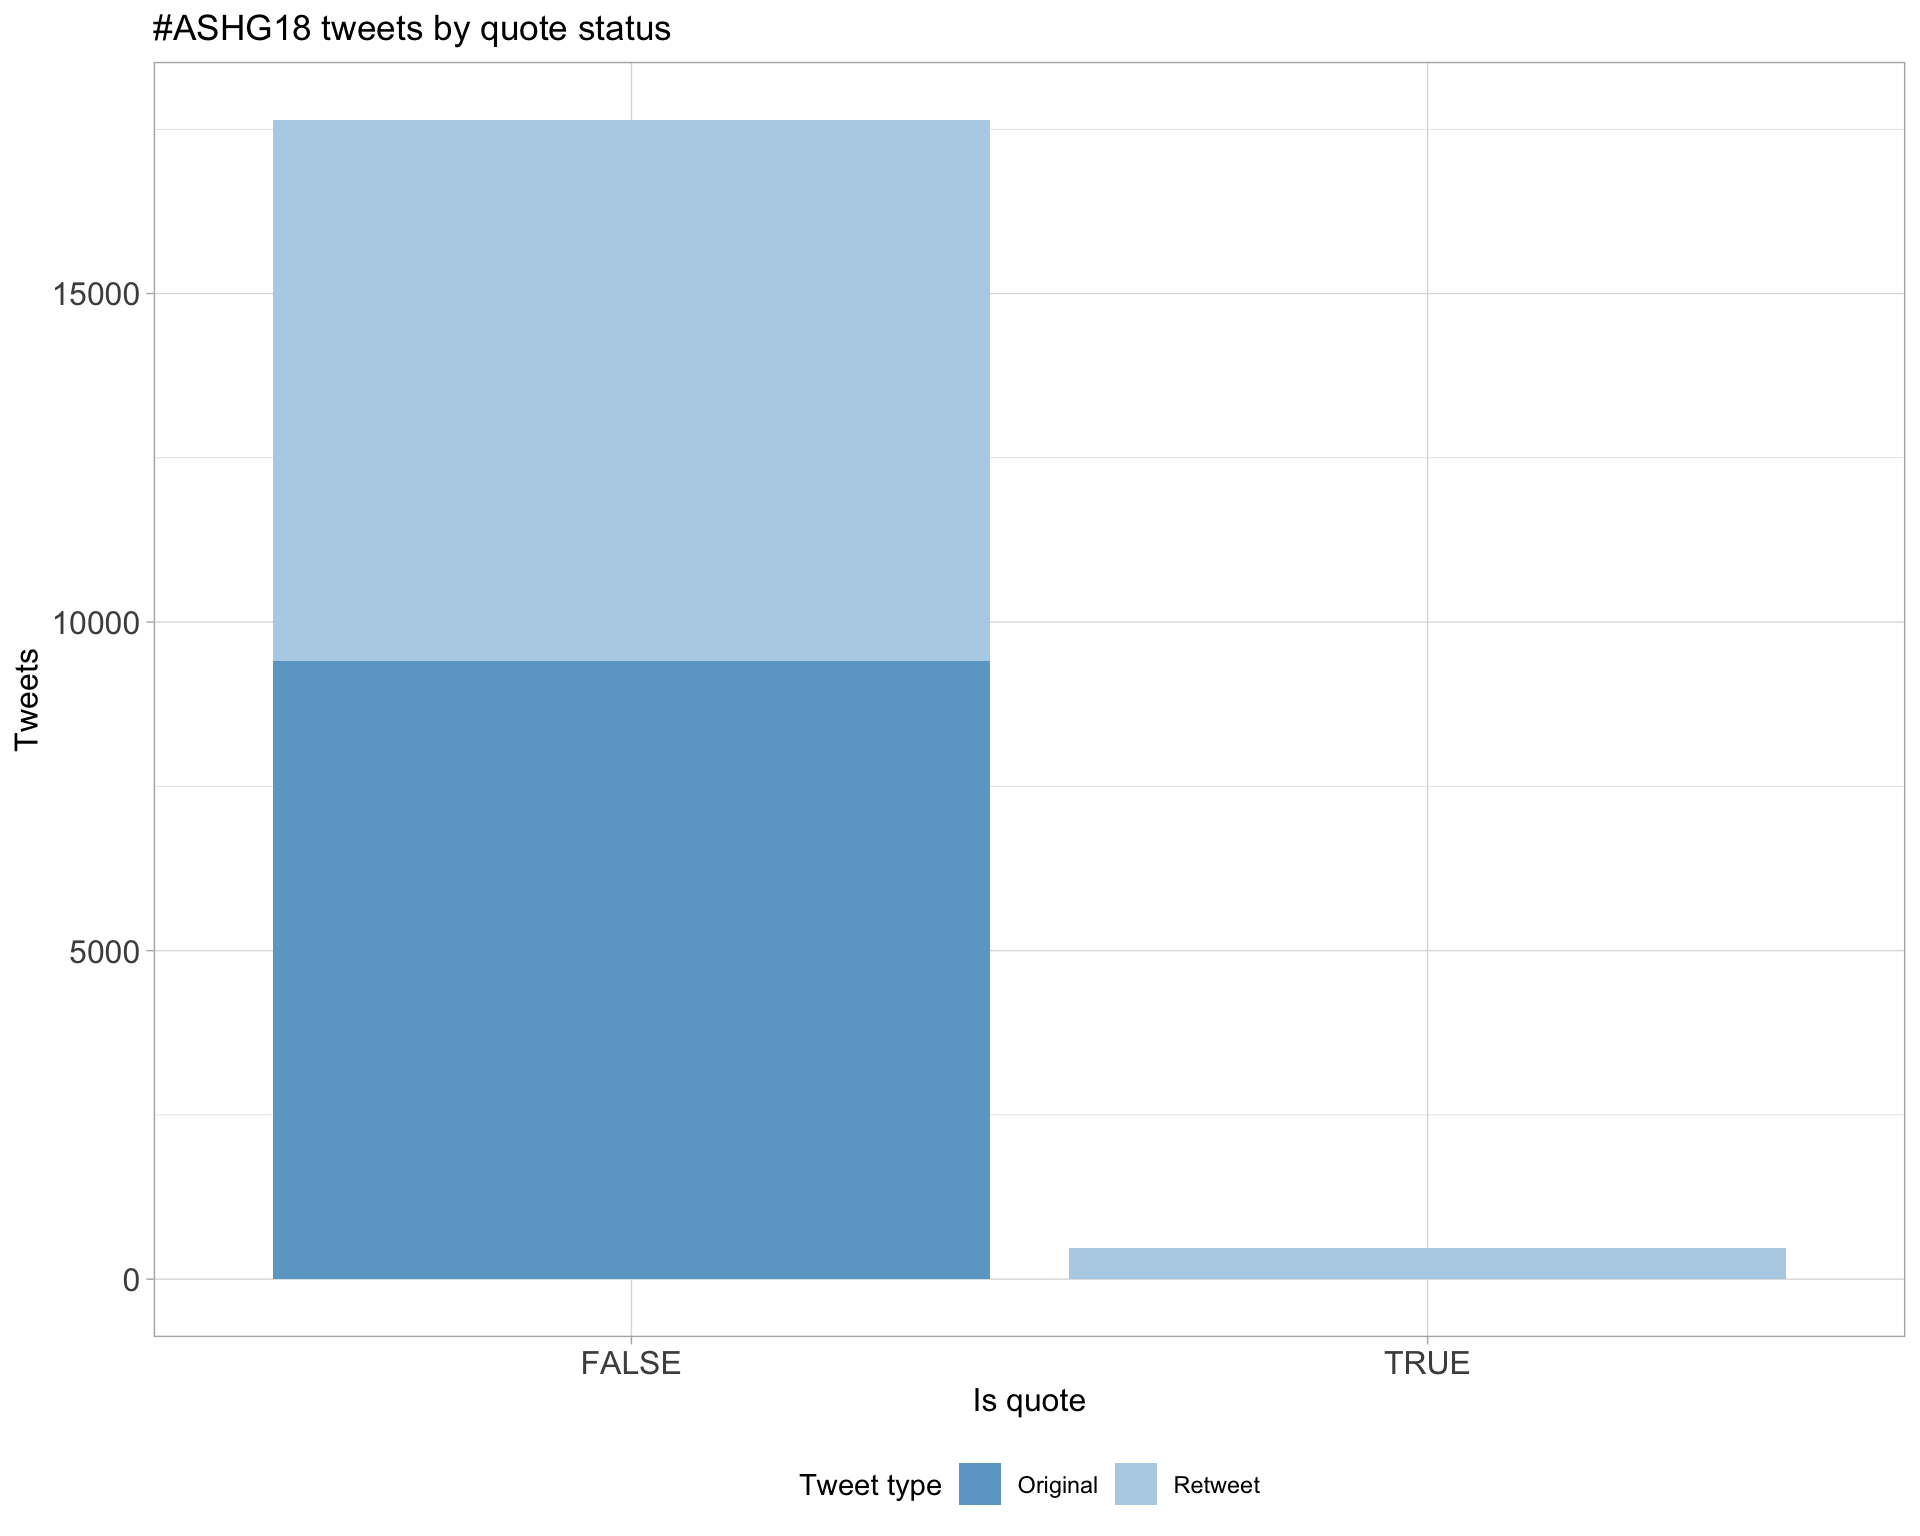 #ASHG18 tweets by quote status
15000
10000
5000
0
Tweets
FALSE TRUE
Is quote
Tweet type Original Retweet